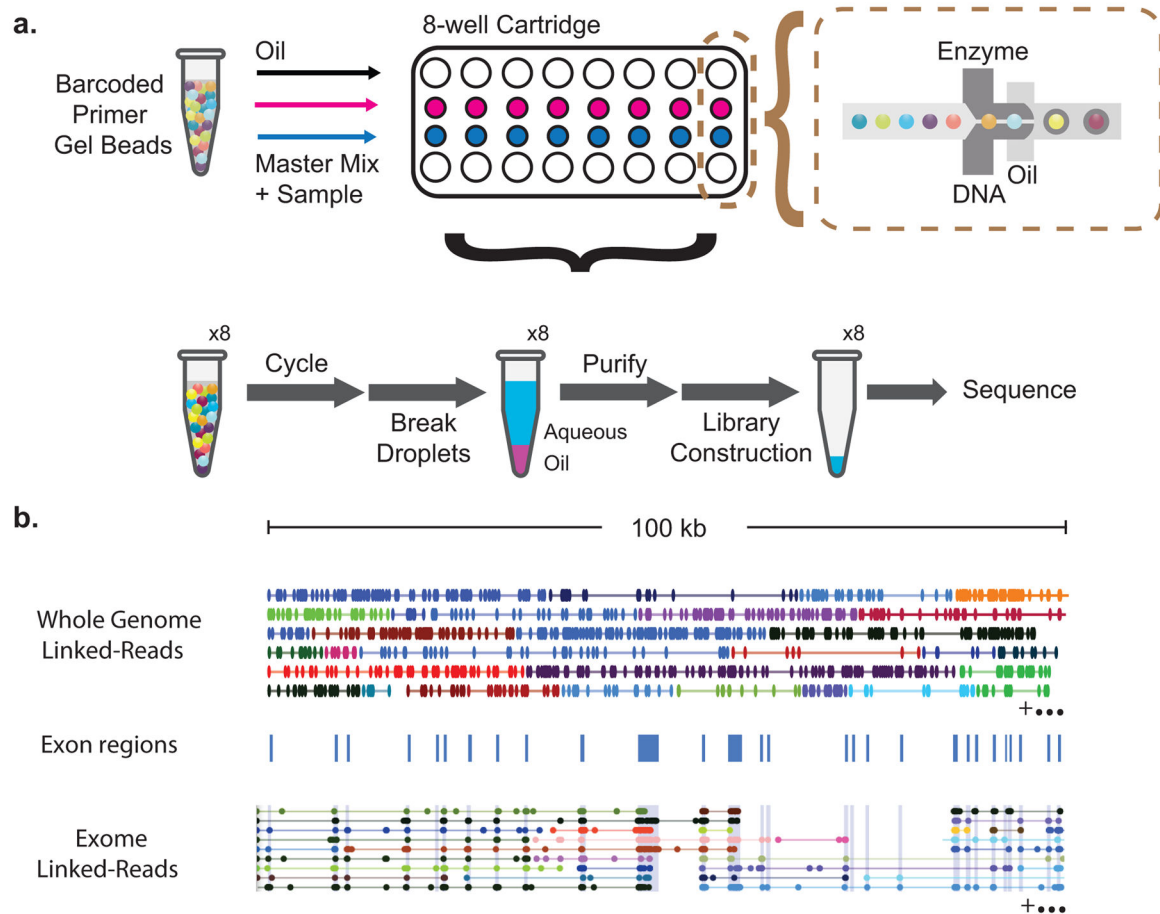 a.
8-well Cartridge
Oil
Barcoded
Primer
Gel Beads
Master Mix
+ Sample
Enzyme
DNA
Oil
x8
x8
x8
Cycle
Purify
Sequence
Break
Droplets
Aqueous
Oil
Library
Construction
b.
100 kb
Whole Genome
Linked-Reads
+...
Exon regions
Exome
Linked-Reads
+...